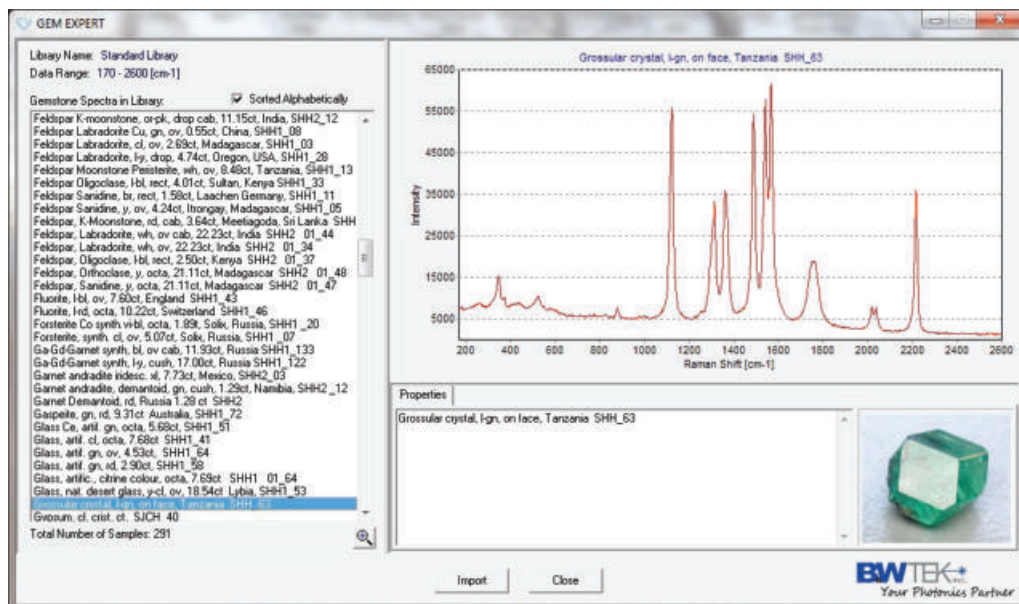 GEM EXPERT
Library Name: Standard Library
Data Range: 170 - 2600 [cm-1]
Gemstone Spectra in Library:
Sorted Alphabetically
Feldspar K-moonstone, or-pk, drop cab, 11.15ct, India, SHH2_12
Feldspar Labradorite Cu, gn, ov, 0.55ct, China, SHH1_08
Feldspar Labradorite, cl, ov, 2.69ct, Madagascar, SHH1_03
Feldspar Labradorite, l-y, drop, 4.74ct, Oregon, USA, SHH1_28
Feldspar Moonstone Peristerite, wh, ov, 8.48ct, Tanzania, SHH1_13
Feldspar Oligoclase, l-bl, rect, 4.01ct, Sultan, Kenya SHH1_33
Feldspar Sanidine, br, rect, 1.58ct, Laachen Germany, SHH1_11
Feldspar Sanidine, y, ov, 4.24ct, Itrongay, Madagascar, SHH1_05
Feldspar, K-Moonstone, rd, cab, 3.64ct, Meetiagoda, Sri Lanka SHH
Feldspar, Labradorite, wh, ov cab, 22.23ct, India SHH2 01_44
Feldspar, Labradorite, wh, ov, 22.23ct, India SHH2 01_34
Feldspar, Oligoclase, l-bl, rect, 2.50ct, Kenya SHH2 01_37
Feldspar, Orthoclase, y, octa, 21.11ct, Madagascar SHH2 01_48
Feldspar, Sanidine, y, octa, 21.11ct, Madagascar SHH2 01_47
Fluorite, l-bl, ov, 7.60ct, England SHH1_43
Fluorite, l-rd, octa, 10.22ct, Switzerland SHH1_46
Forsterite Co synth. vi-bl, octa, 1.89t, Solix, Russia, SHH1_20
Forsterite, synth. cl, ov, 5.07ct, Solix, Russia, SHH1_07
Ga-Gd-Garnet synth, bl, ov cab, 11.93ct, Russia SHH1_133
Ga-Gd-Garnet synth, l-y, cush, 17.00ct, Russia SHH1_122
Garnet andradite indesc. xl, 7.73ct, Mexico, SHH2_03
Garnet andradite, demantoid, gn, cush, 1.29ct, Namibia, SHH2_12
Garnet Demantoid, rd, Russia 1.28 ct SHH2
Gaspeite, gn, rd, 9.31ct Australia, SHH1_72
Glass Ce, artif. gn, octa, 5.68ct, SHH1_51
Glass, artif. cl, octa, 7.68ct SHH1_41
Glass, artif. gn, ov, 4.53ct, SHH1_64
Glass, artif. gn, rd, 2.90ct, SHH1_58
Glass, artific., citrine colour, octa, 7.69ct SHH1 01_64
Glass, nat. desert glass, y-cl, ov, 18.54ct Lybia, SHH1_53
Grossular crystal, l-gn, on face, Tanzania SHH_63
Gypsum, cl. crist. ct. SJCH 40
Total Number of Samples: 291
Grossular crystal, l-gn, on face, Tanzania SHH_63
65000
55000
45000
35000
25000
15000
5000
Intensity
200 400 600 800 1000 1200 1400 1600 1800 2000 2200 2400 2600
Raman Shift [cm-1]
Properties
Grossular crystal, l-gn, on face, Tanzania SHH_63
Import Close
BWTEK INC.
Your Photonics Partner